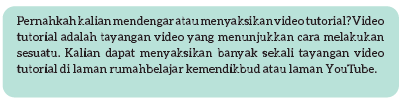 Pernahkah kalian mendengar atau menyaksikan video tutorial? Video
tutorial adalah tayangan video yang menunjukkan cara melakukan
sesuatu. Kalian dapat menyaksikan banyak sekali tayangan video
tutorial di laman rumahbelajar kemendikbud atau laman YouTube.